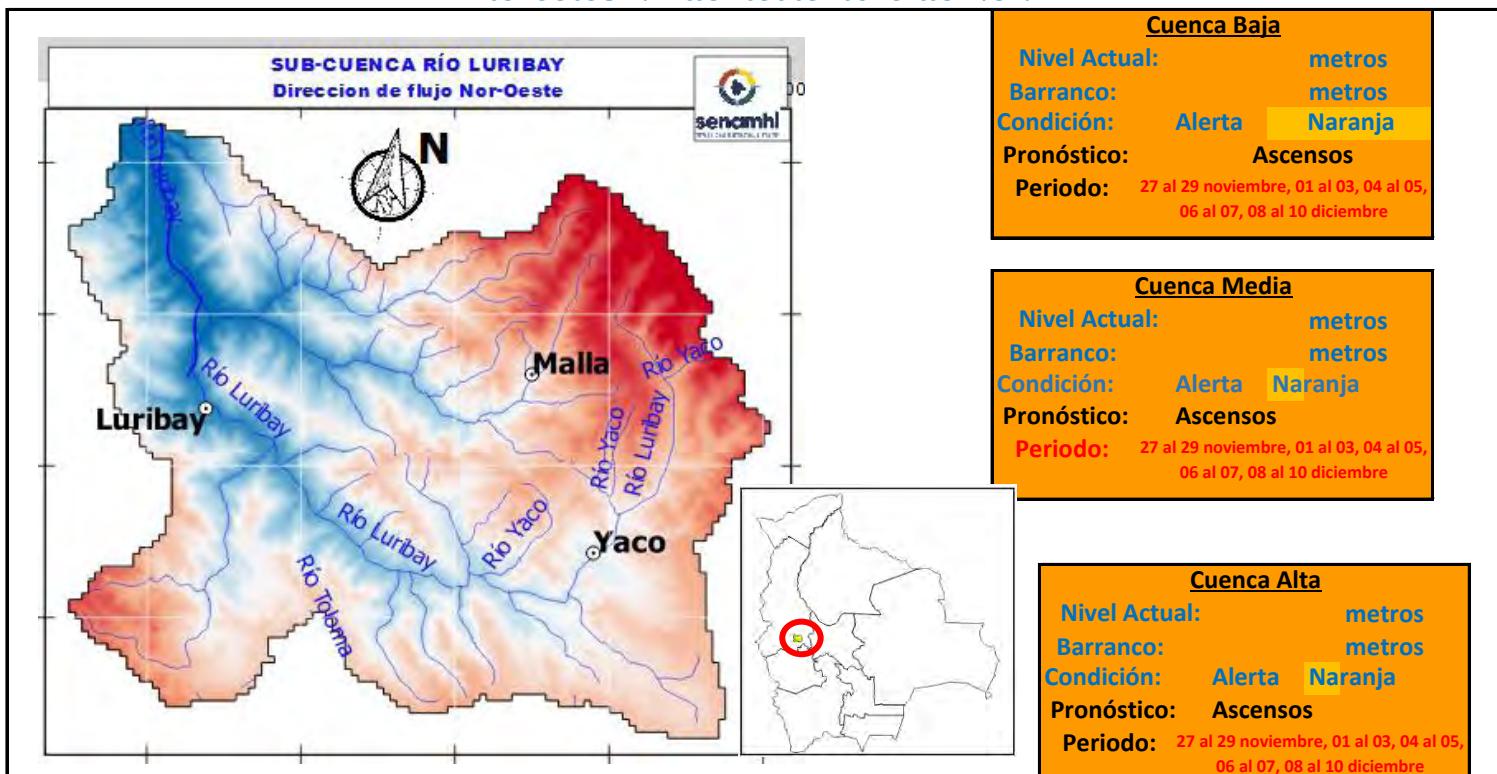 SUB-CUENCA RÍO LURIBAY
Direccion de flujo Nor-Oeste
senamhi
00
N
Río Luribay
Malla
Río Yaco
Luribay
Río Luribay
Río Yaco
Río Luribay
Río Luribay
Río Yaco
Yaco
Río Tolama
Cuenca Baja
Nivel Actual: metros
Barranco: metros
Condición: Alerta Naranja
Pronóstico: Ascensos
Periodo: 27 al 29 noviembre, 01 al 03, 04 al 05,
06 al 07, 08 al 10 diciembre
Cuenca Media
Nivel Actual: metros
Barranco: metros
Condición: Alerta Naranja
Pronóstico: Ascensos
Periodo: 27 al 29 noviembre, 01 al 03, 04 al 05,
06 al 07, 08 al 10 diciembre
Cuenca Alta
Nivel Actual: metros
Barranco: metros
Condición: Alerta Naranja
Pronóstico: Ascensos
Periodo: 27 al 29 noviembre, 01 al 03, 04 al 05,
06 al 07, 08 al 10 diciembre